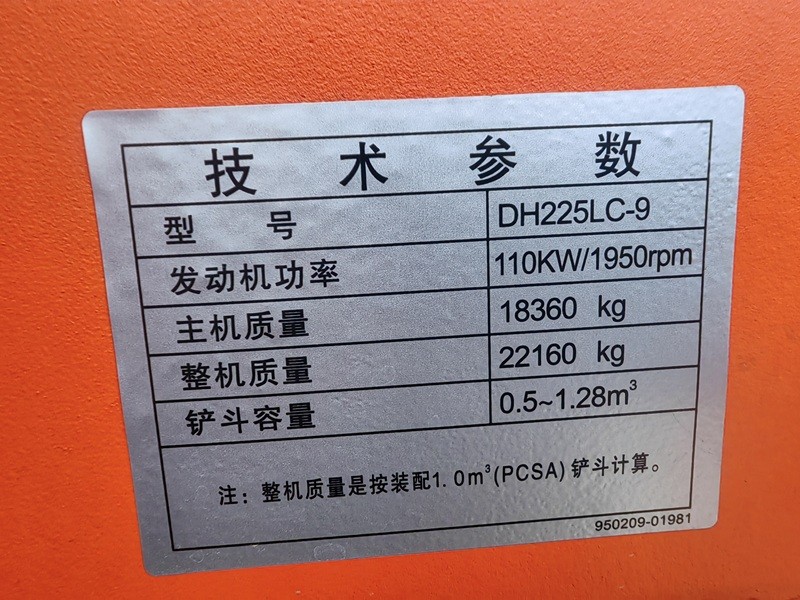 技术参数
型号 DH225LC-9
发动机功率 110KW/1950rpm
主机质量 18360 kg
整机质量 22160 kg
铲斗容量 0.5~1.28m³
注：整机质量是按装配1.0m³(PCSA)铲斗计算。
950209-01981